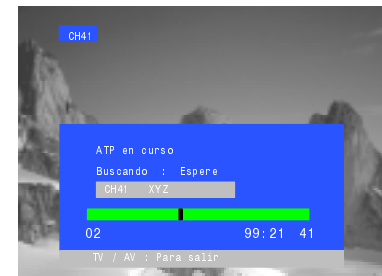 CH41
ATP en curso
Buscando : Espere
CH41 XYZ
02 99:21 41
TV / AV : Para salir